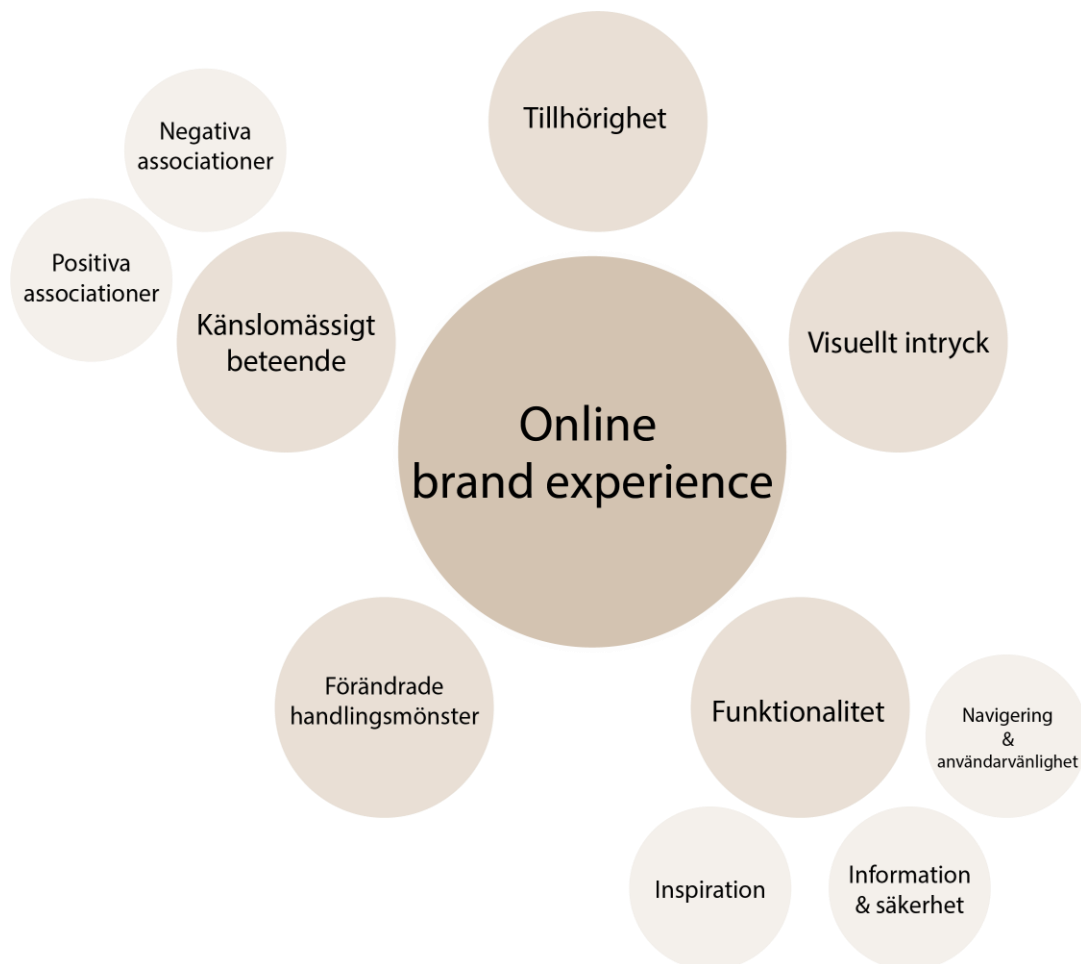 Tillhörighet
Negativa
associationer
Positiva
associationer
Känslomässigt
beteende
Visuellt intryck
Online
brand experience
Förändrade
handlingsmönster
Funktionalitet
Navigering
&
användarvänlighet
Inspiration
Information
& säkerhet